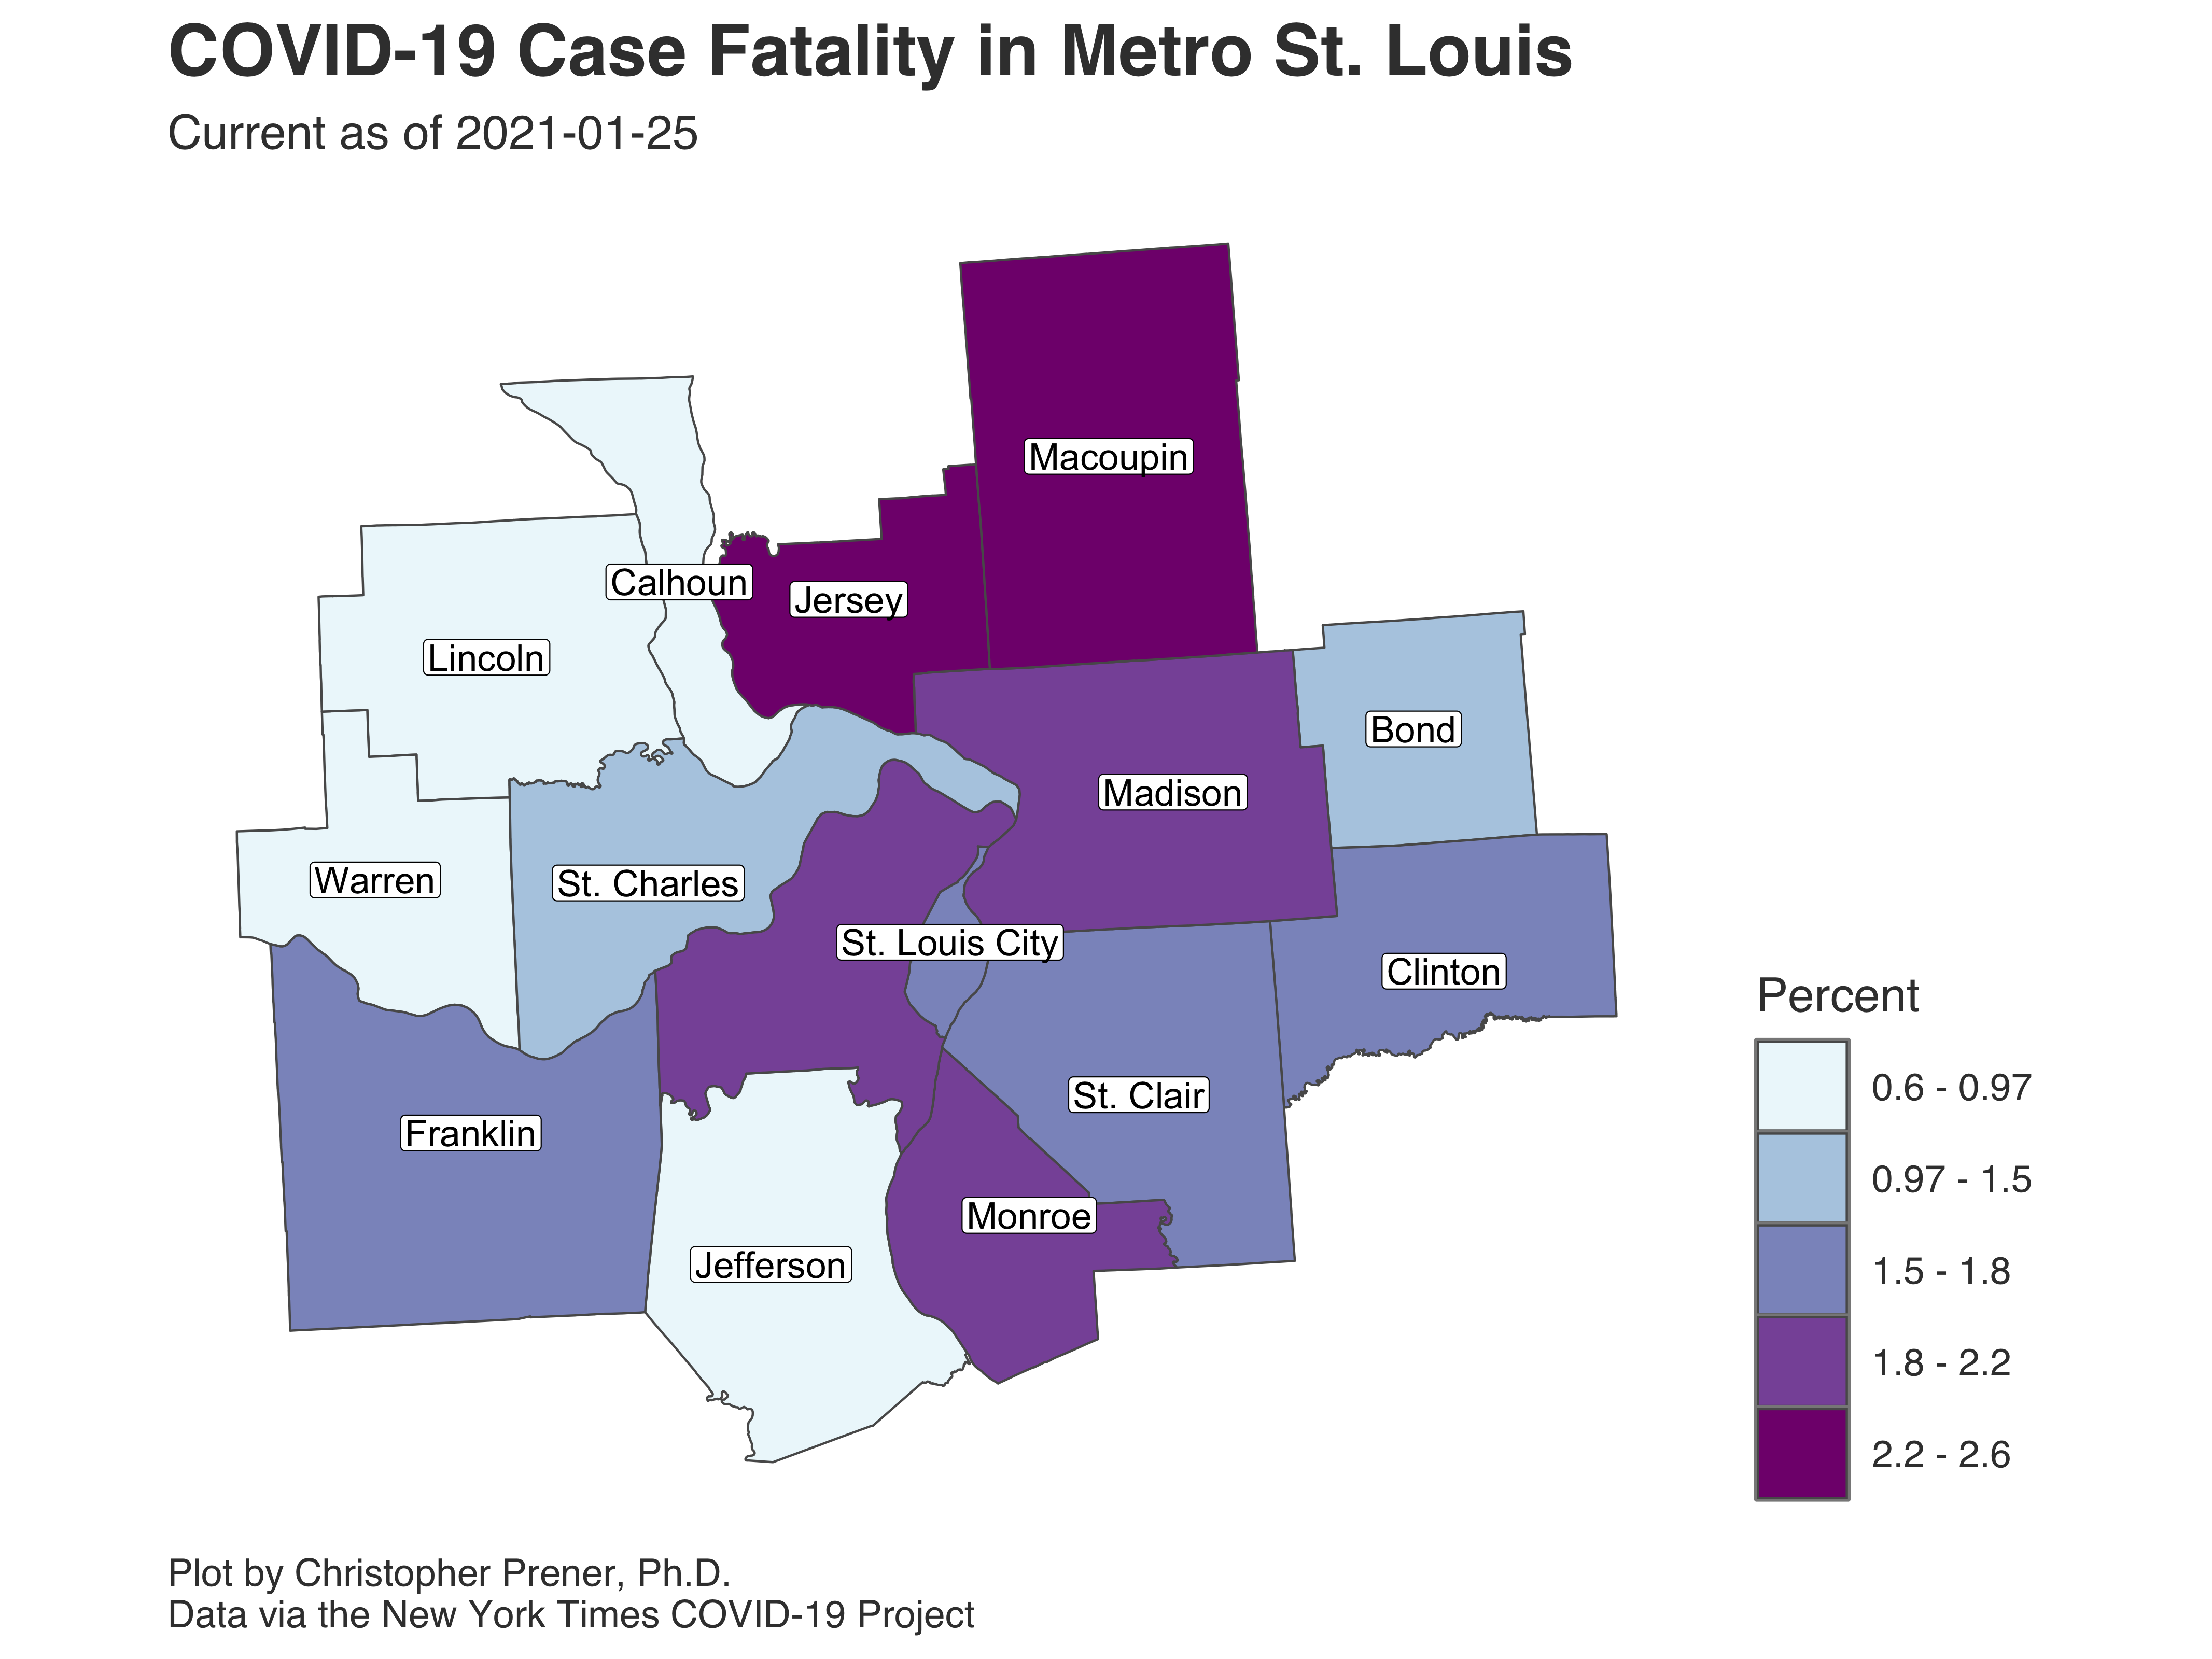 COVID-19 Case Fatality in Metro St. Louis
Current as of 2021-01-25
Macoupin
Calhoun
Jersey
Lincoln
Bond
Madison
Warren
St. Charles
St. Louis City
Clinton
St. Clair
Franklin
Monroe
Jefferson
Percent
0.6 - 0.97
0.97 - 1.5
1.5 - 1.8
1.8 - 2.2
2.2 - 2.6
Plot by Christopher Prener, Ph.D.
Data via the New York Times COVID-19 Project